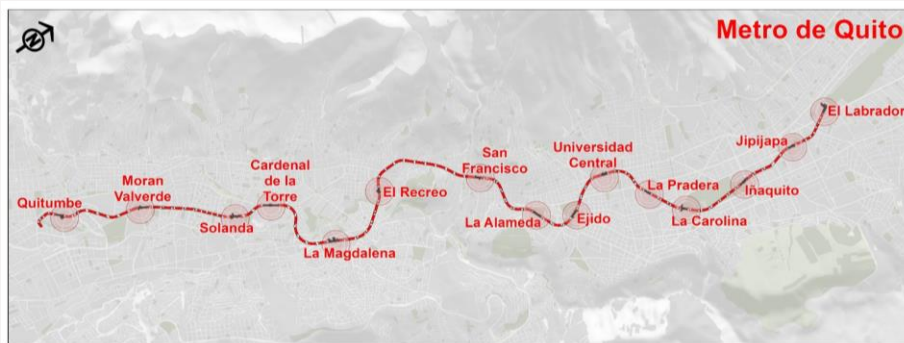 Metro de Quito
N
Quitumbe
Moran
Valverde
Solanda
Cardenal
de la
Torre
La Magdalena
El Recreo
San
Francisco
La Alameda
Ejido
Universidad
Central
La Pradera
La Carolina
Iñaquito
Jipijapa
El Labrador